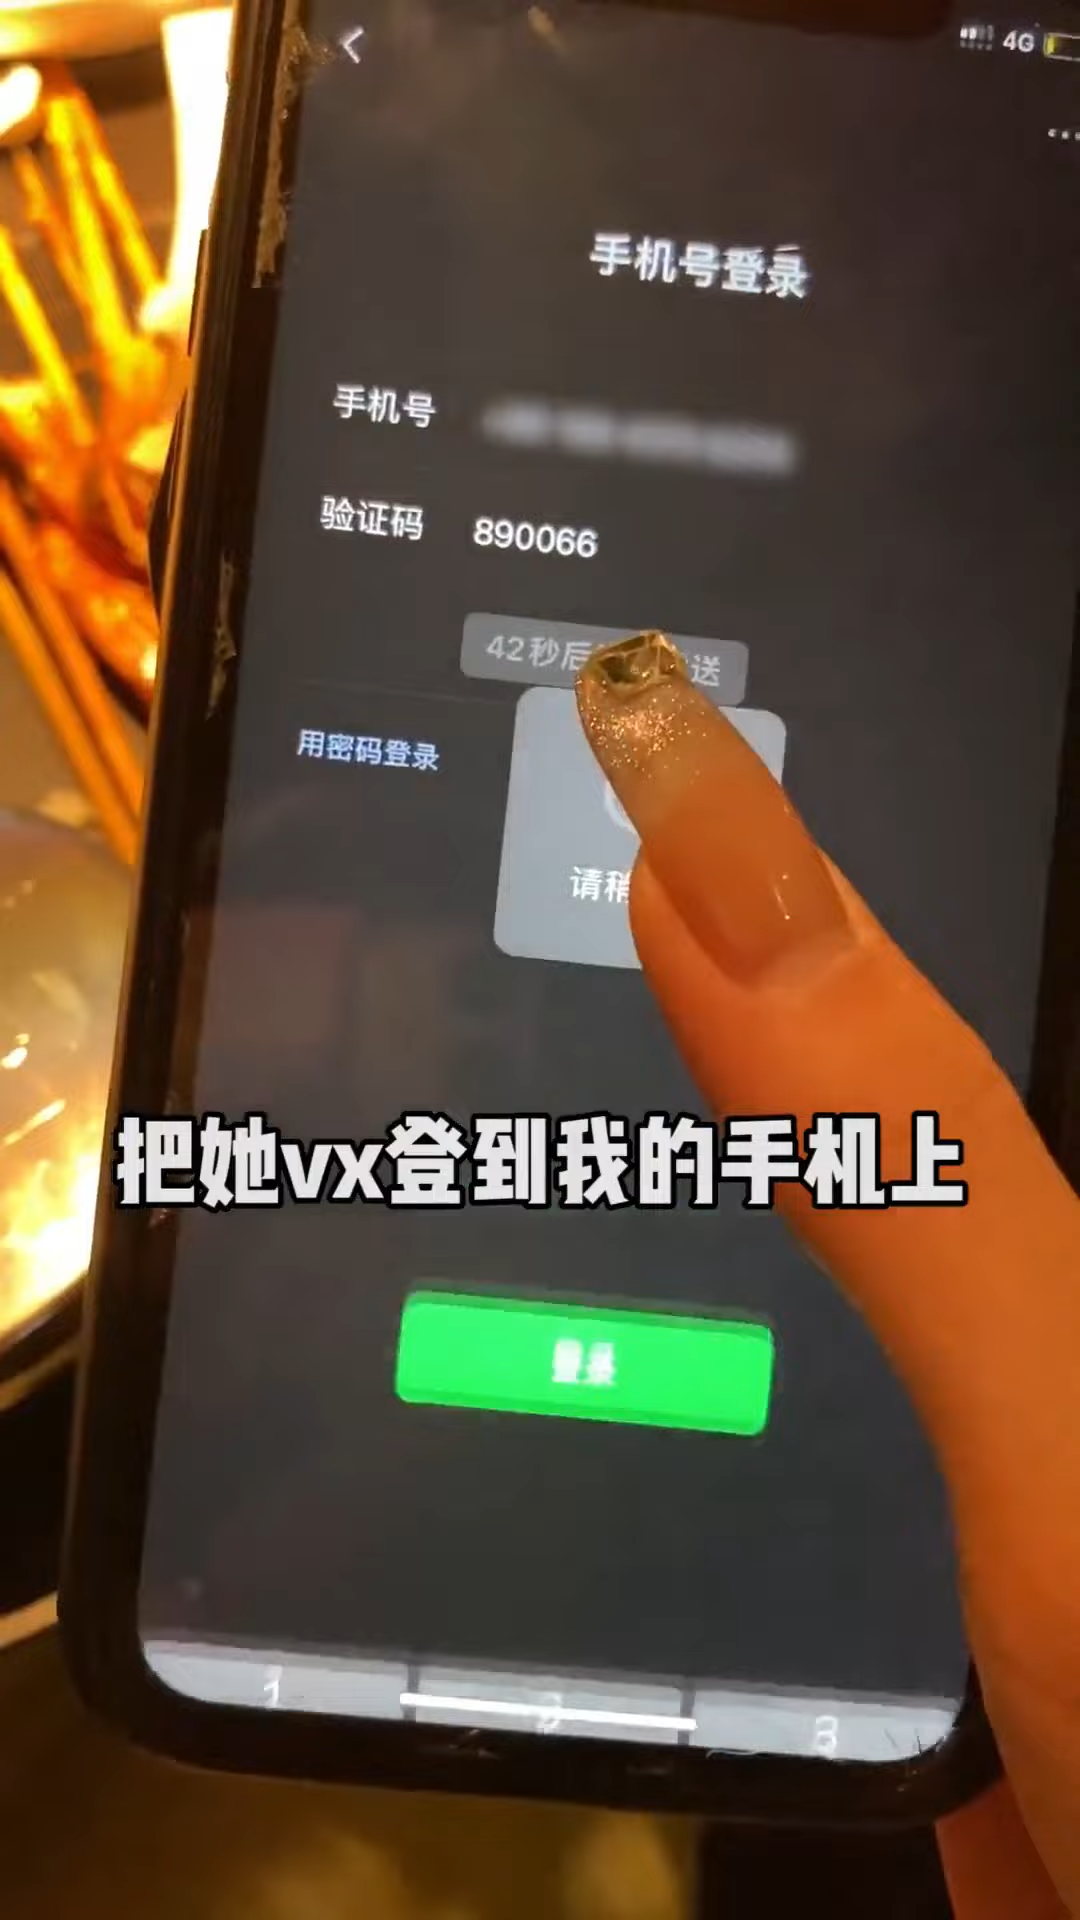 4G
手机号登录
手机号
验证码 890066
42秒后 送
用密码登录
请稍
把她vx登到我的手机上
登录
1 2 3